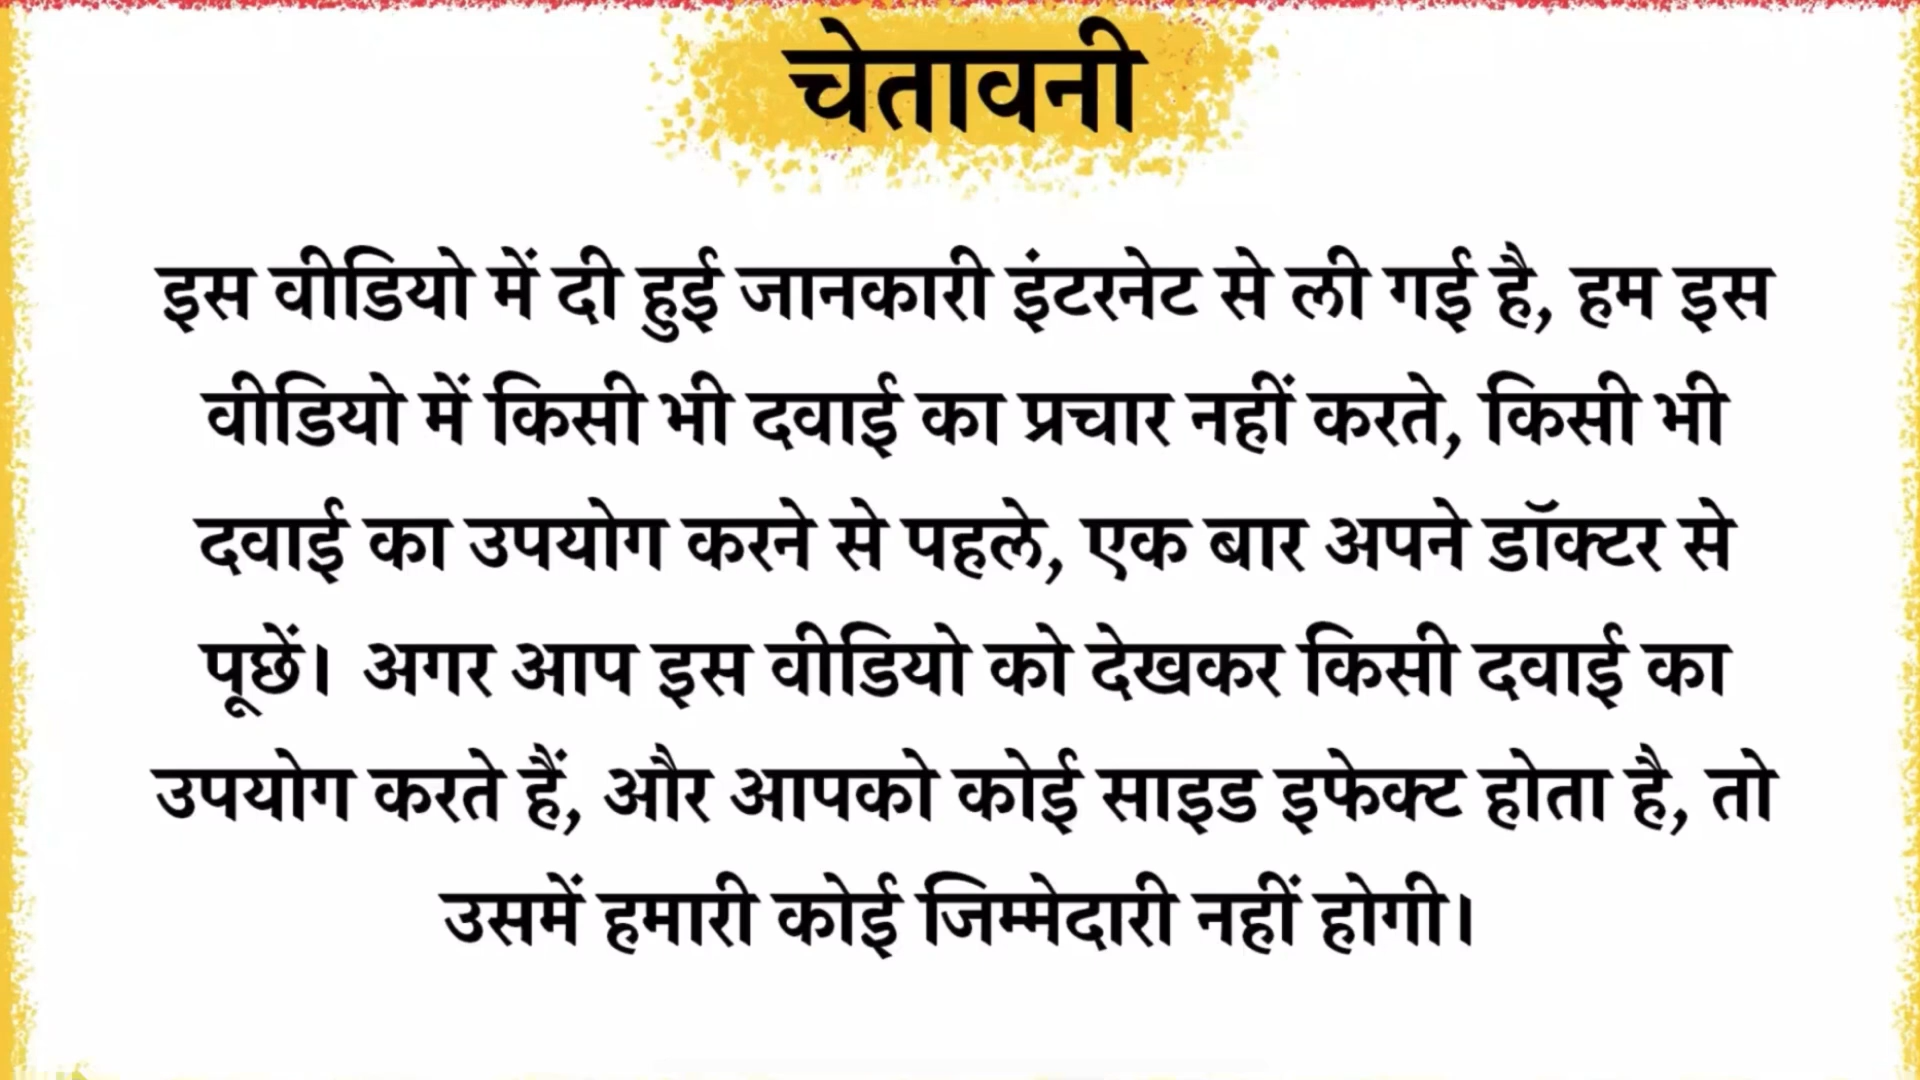 चेतावनी
इस वीडियो में दी हुई जानकारी इंटरनेट से ली गई है, हम इस
वीडियो में किसी भी दवाई का प्रचार नहीं करते, किसी भी
दवाई का उपयोग करने से पहले, एक बार अपने डॉक्टर से
पूछें। अगर आप इस वीडियो को देखकर किसी दवाई का
उपयोग करते हैं, और आपको कोई साइड इफेक्ट होता है, तो
उसमें हमारी कोई जिम्मेदारी नहीं होगी।